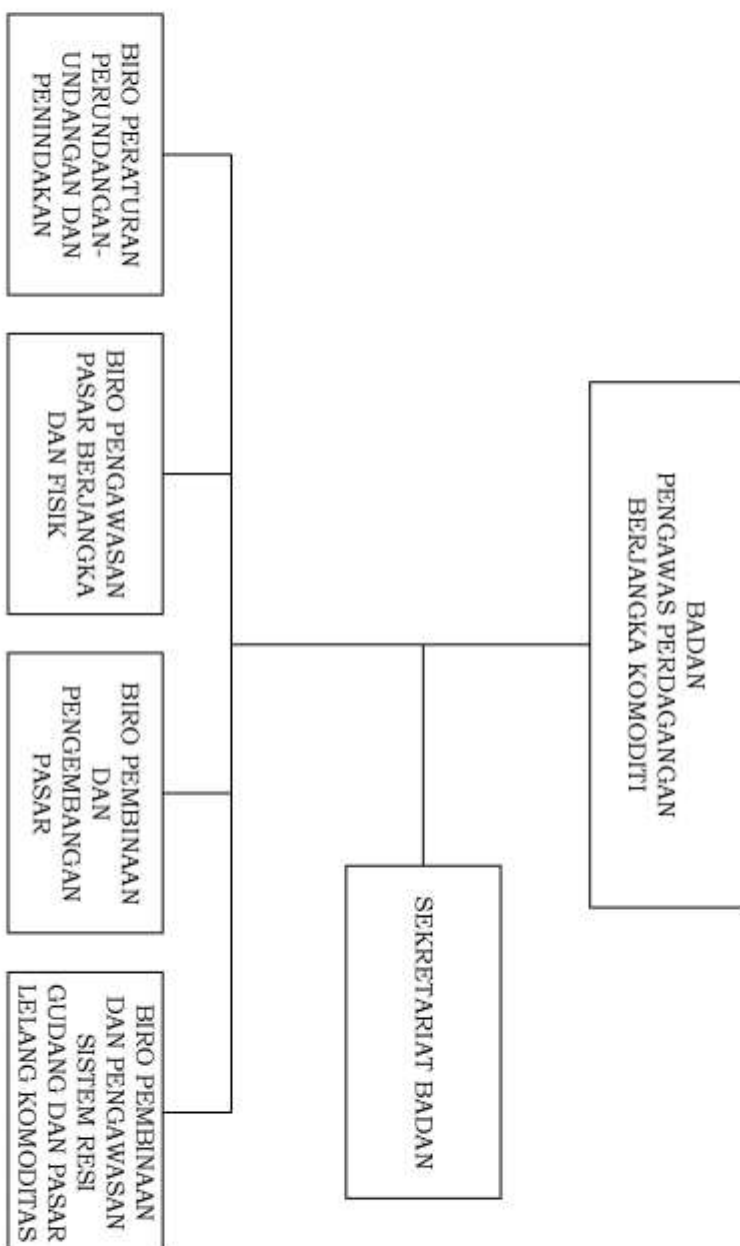 BADAN
PENGAWAS PERDAGANGAN
BERJANGKA KOMODITI
SEKRETARIAT BADAN
BIRO PERATURAN
PERUNDANGAN-
UNDANGAN DAN
PENINDAKAN
BIRO PENGAWASAN
PASAR BERJANGKA
DAN FISIK
BIRO PEMBINAAN
DAN
PENGEMBANGAN
PASAR
BIRO PEMBINAAN
DAN PENGAWASAN
SISTEM RESI
GUDANG DAN PASAR
LELANG KOMODITAS